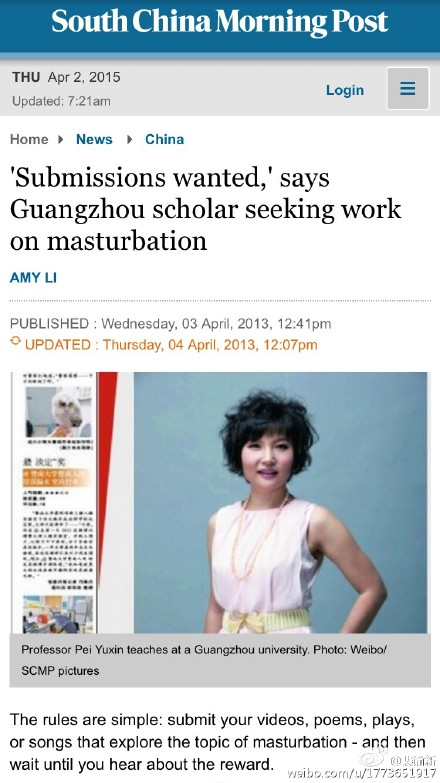 South China Morning Post
THU Apr 2, 2015
Updated: 7:21am
Login
Home News China
'Submissions wanted,' says
Guangzhou scholar seeking work
on masturbation
AMY LI
PUBLISHED : Wednesday, 03 April, 2013, 12:41pm
UPDATED : Thursday, 04 April, 2013, 12:07pm
Professor Pei Yuxin teaches at a Guangzhou university. Photo: Weibo/
SCMP pictures
The rules are simple: submit your videos, poems, plays,
or songs that explore the topic of masturbation - and then
wait until you hear about the reward.
weibo.com/u/1773651917